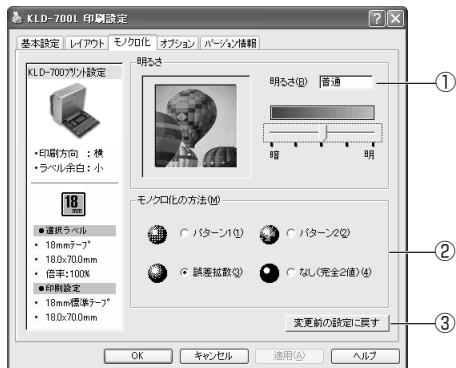 KLD-700L 印刷設定
基本設定 レイアウト モノクロ化 オプション バージョン情報
KLD-700プリント設定
・印刷方向 : 横
・ラベル余白 : 小
18mm
●選択ラベル
・ 18mmテープ
・ 18.0x70.0mm
・ 倍率:100%
●印刷設定
・ 18mm標準テープ
・ 18.0x70.0mm
明るさ
明るさ(B) 普通
暗 明
①
モノクロ化の方法(M)
パターン1(1) パターン2(2)
誤差拡散(3) なし(完全2値)(4)
②
変更前の設定に戻す
③
OK キャンセル 適用(A) ヘルプ